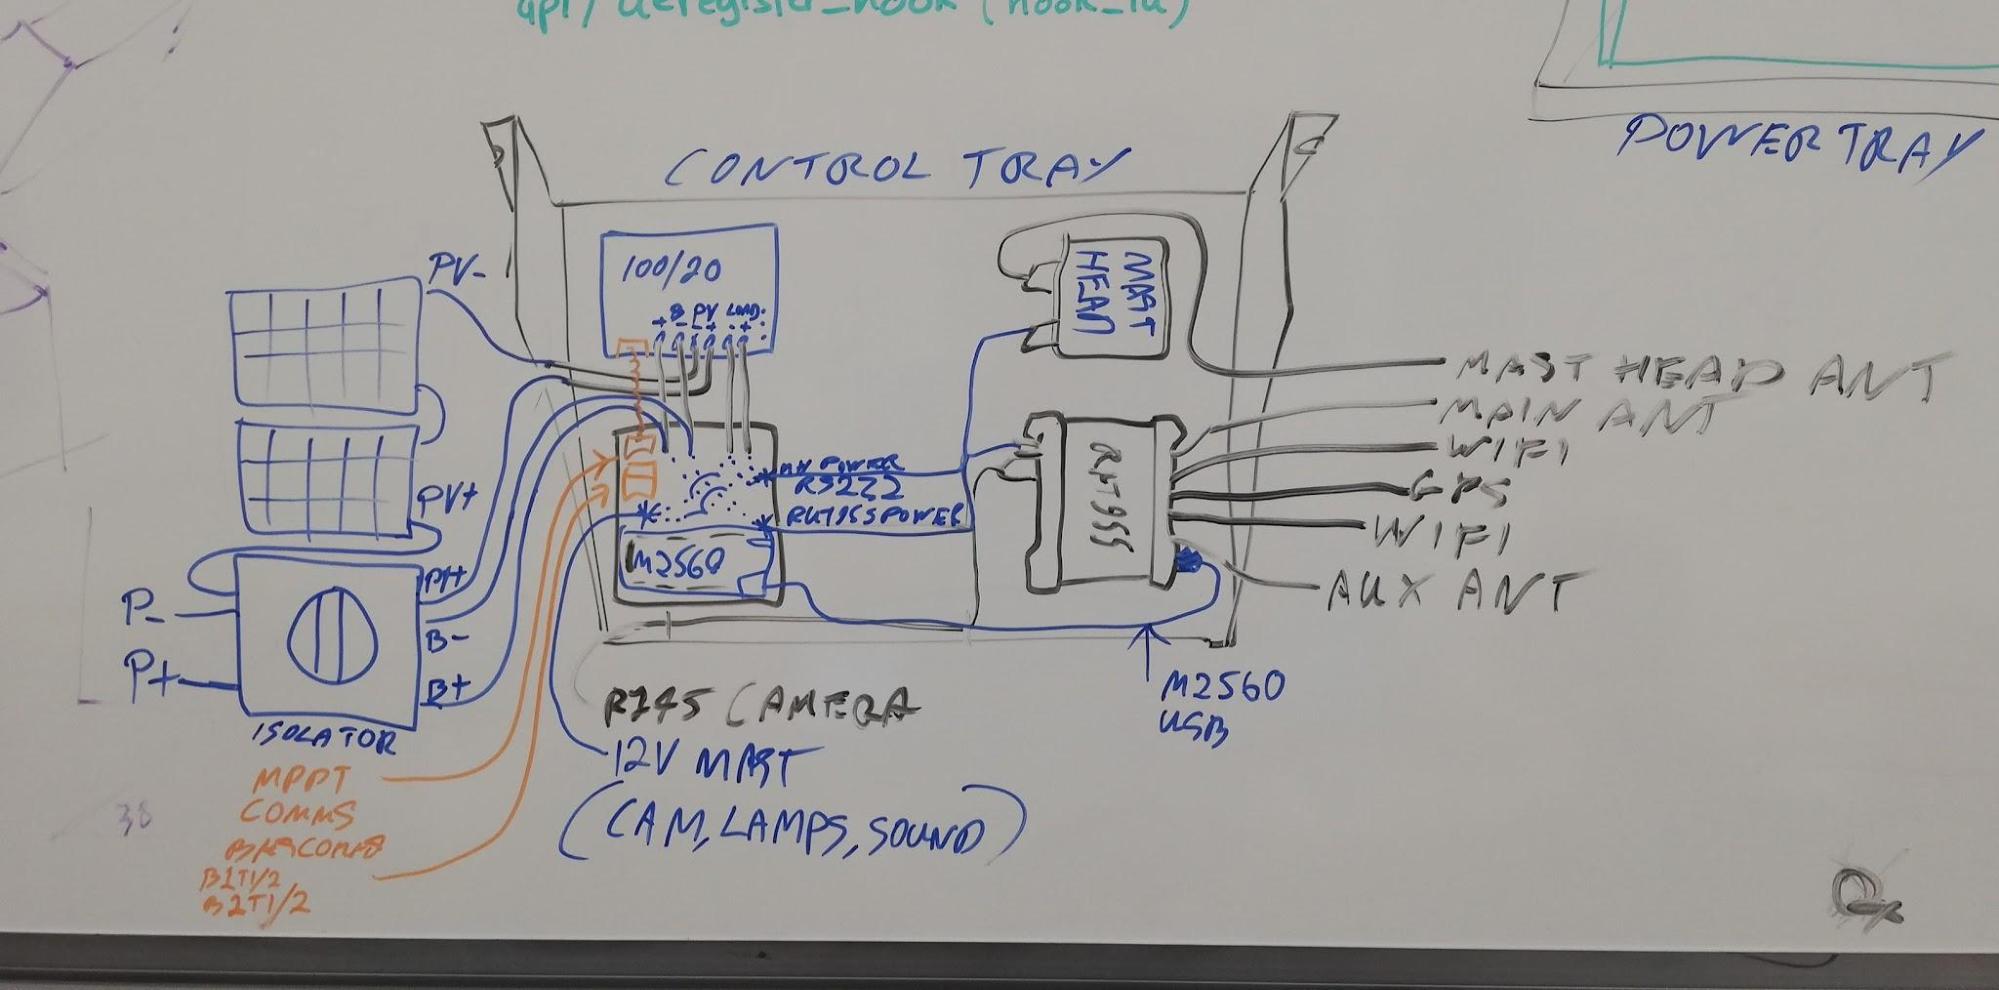 api/deregister_hook (hook_id)
POWER TRAY
CONTROL TRAY
PV-
100/20
B PV LOAD
+ - - + - +
MAST
HEAD
MAST HEAD ANT
MAIN ANT
WIFI
GPS
WIFI
AUX ANT
PV+
MH POWER
RS232
RUT955 POWER
RUT955
M2560
P-
P+
PV+
B-
B+
ISOLATOR
M2560
USB
RJ45 CAMERA
12V MAST
(CAM, LAMPS, SOUND)
MPPT
COMMS
BMS COMMS
B1T1/2
B2T1/2
38